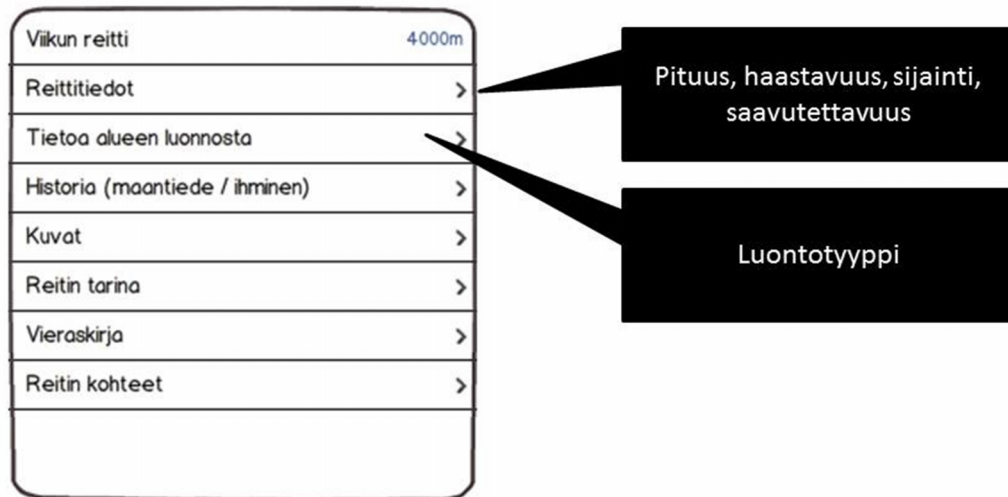 Viikun reitti 4000m
Reittitiedot
Tietoa alueen luonnosta
Historia (maantiede / ihminen)
Kuvat
Reitin tarina
Vieraskirja
Reitin kohteet
Pituus, haastavuus, sijainti,
saavutettavuus
Luontotyyppi